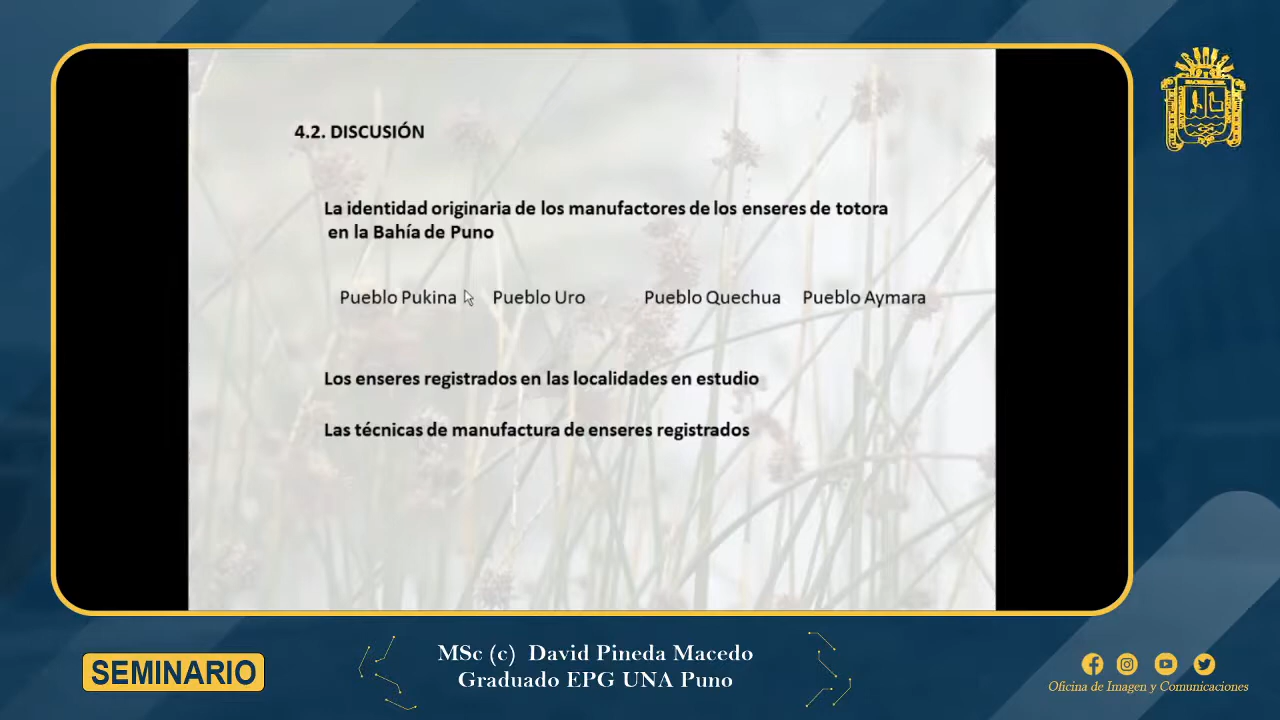 4.2. DISCUSIÓN
La identidad originaria de los manufactores de los enseres de totora
en la Bahía de Puno
Pueblo Pukina Pueblo Uro Pueblo Quechua Pueblo Aymara
Los enseres registrados en las localidades en estudio
Las técnicas de manufactura de enseres registrados
SEMINARIO
MSc (c) David Pineda Macedo
Graduado EPG UNA Puno
Oficina de Imagen y Comunicaciones